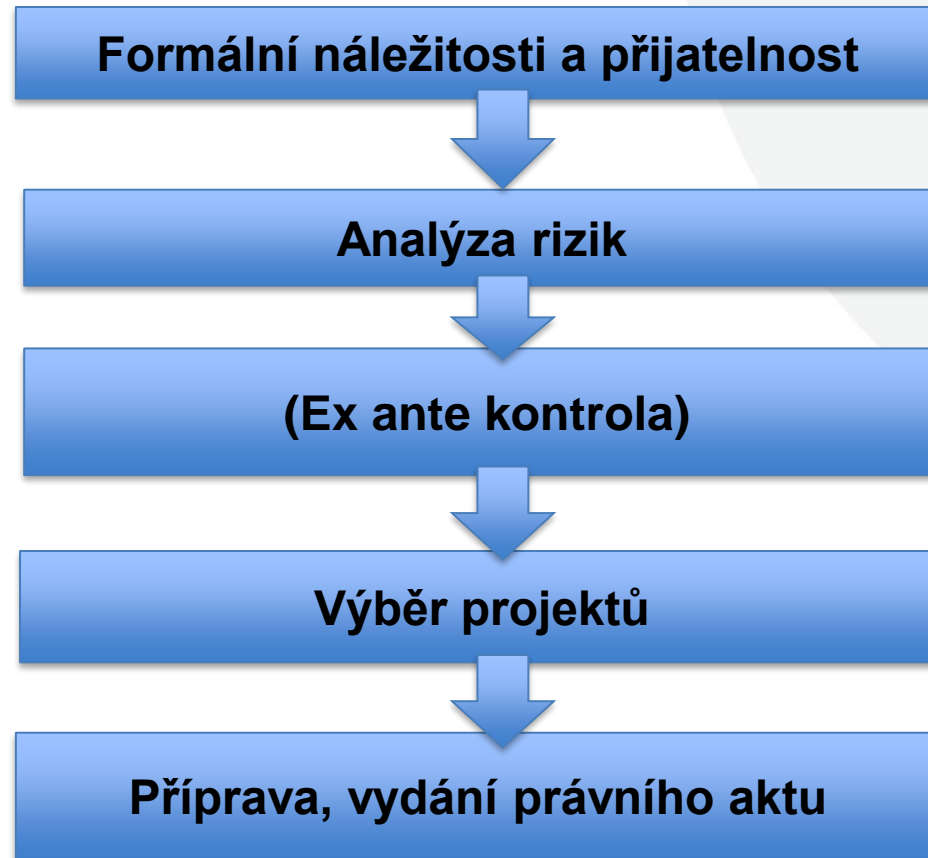 Formální náležitosti a přijatelnost
Analýza rizik
(Ex ante kontrola)
Výběr projektů
Příprava, vydání právního aktu